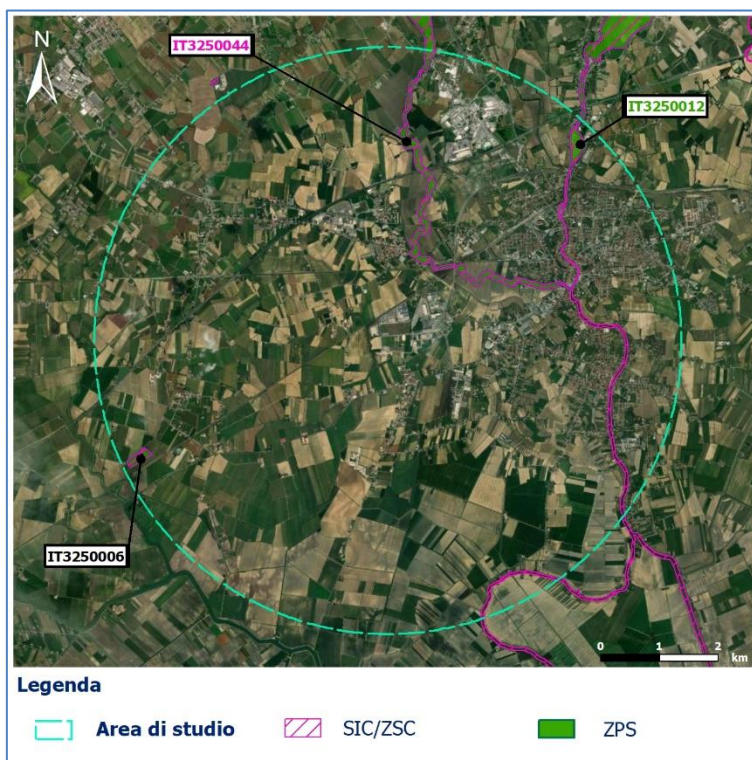 N
IT3250044
IT3250012
IT3250006
0 1 2
km
Legenda
Area di studio
SIC/ZSC
ZPS